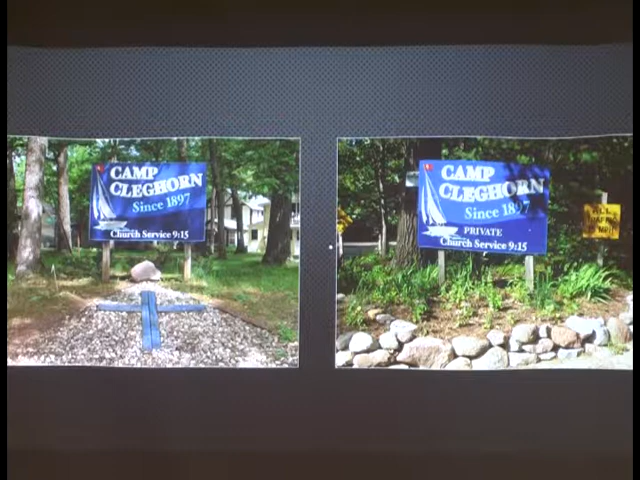 CAMP
CLEGHORN
Since 1897
Church Service 9:15
CAMP
CLEGHORN
Since 1897
PRIVATE
Church Service 9:15